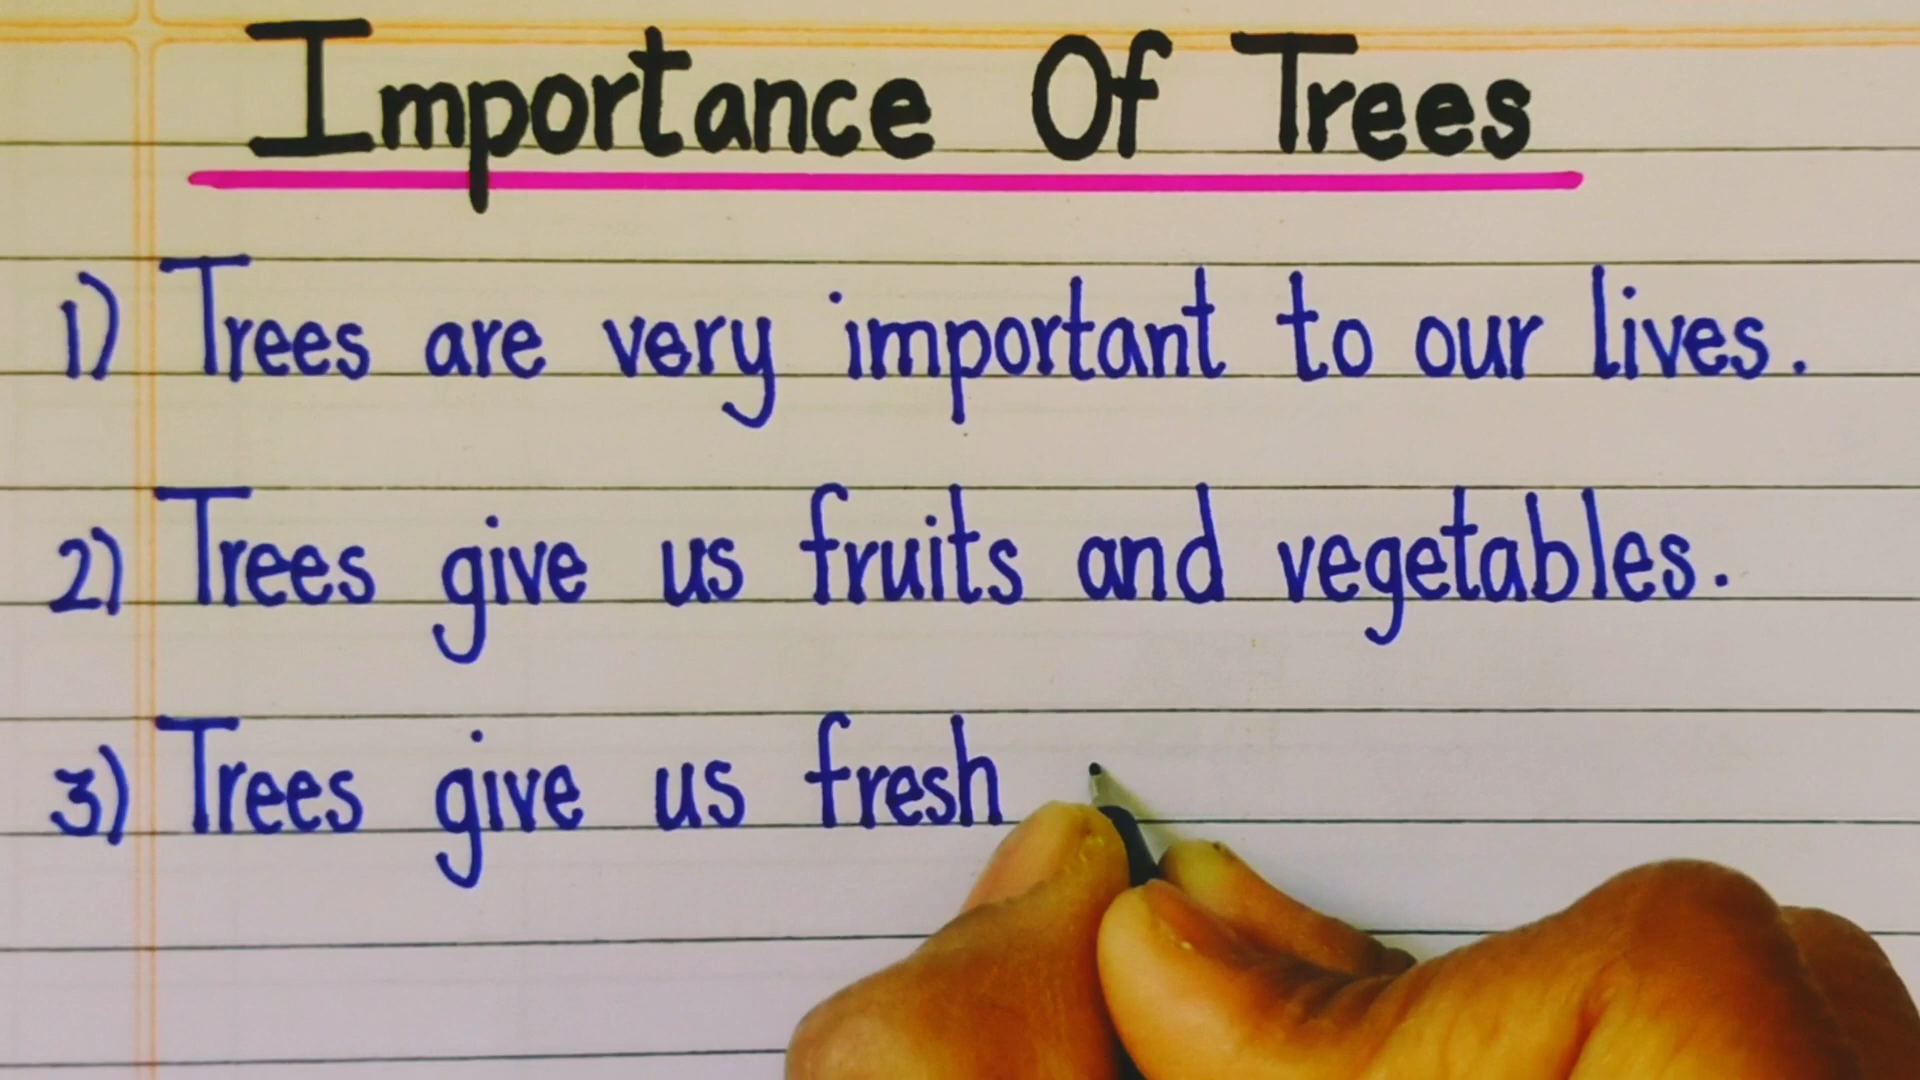 Importance Of Trees
1) Trees are very important to our lives.
2) Trees give us fruits and vegetables.
3) Trees give us fresh